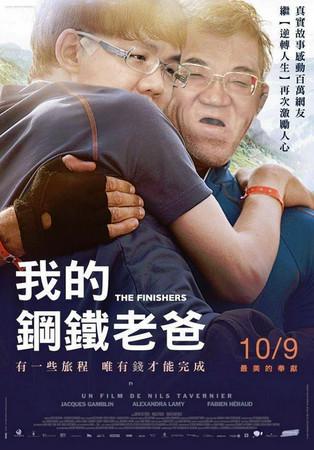 真實故事感動百萬網友
繼【逆轉人生】再次激勵人心
我的
THE FINISHERS
鋼鐵老爸
有一些旅程 唯有錢才能完成
10/9
最美的奉獻
UN FILM DE NILS TAVERNIER
JACQUES GAMBLIN ALEXANDRA LAMY FABIEN HÉRAUD